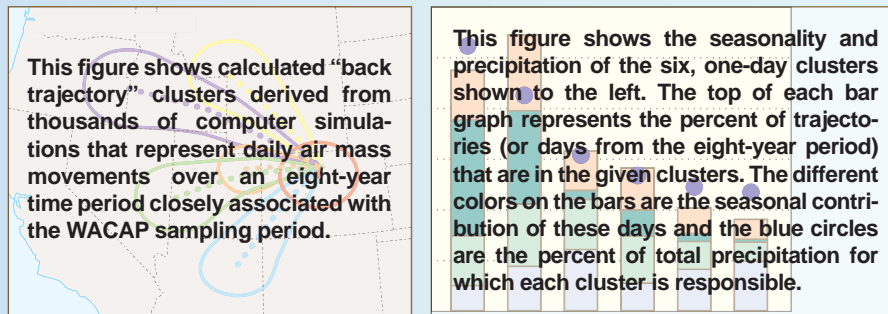 This figure shows calculated “back
trajectory” clusters derived from
thousands of computer simula-
tions that represent daily air mass
movements over an eight-year
time period closely associated with
the WACAP sampling period.
This figure shows the seasonality and
precipitation of the six, one-day clusters
shown to the left. The top of each bar
graph represents the percent of trajecto-
ries (or days from the eight-year period)
that are in the given clusters. The different
colors on the bars are the seasonal contri-
bution of these days and the blue circles
are the percent of total precipitation for
which each cluster is responsible.